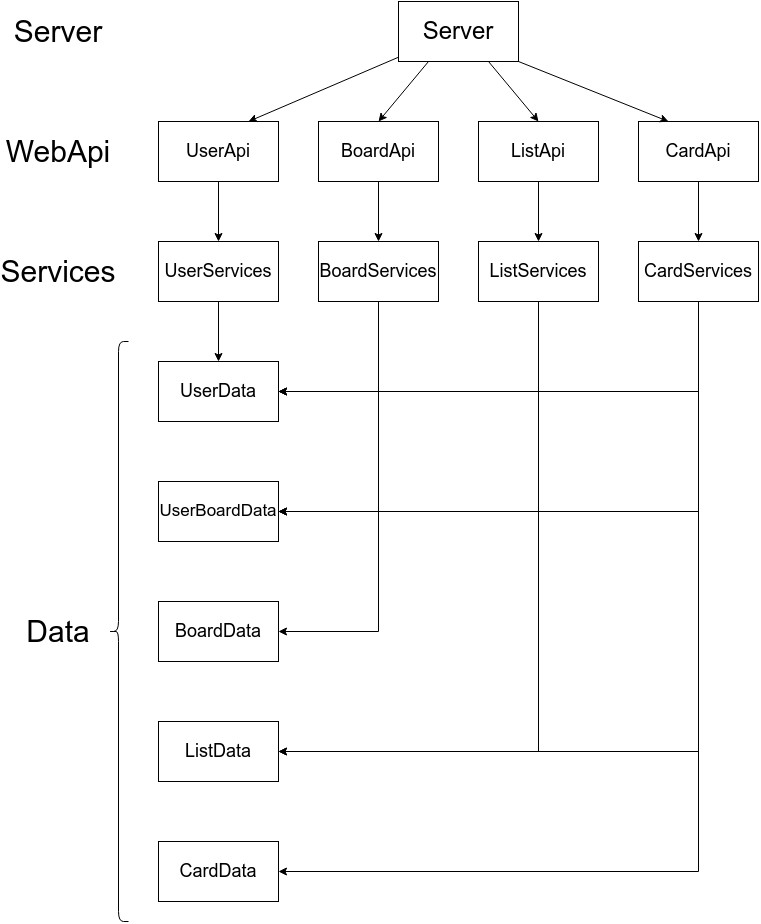 Server
Server
WebApi
UserApi
BoardApi
ListApi
CardApi
Services
UserServices
BoardServices
ListServices
CardServices
UserData
UserBoardData
Data
BoardData
ListData
CardData